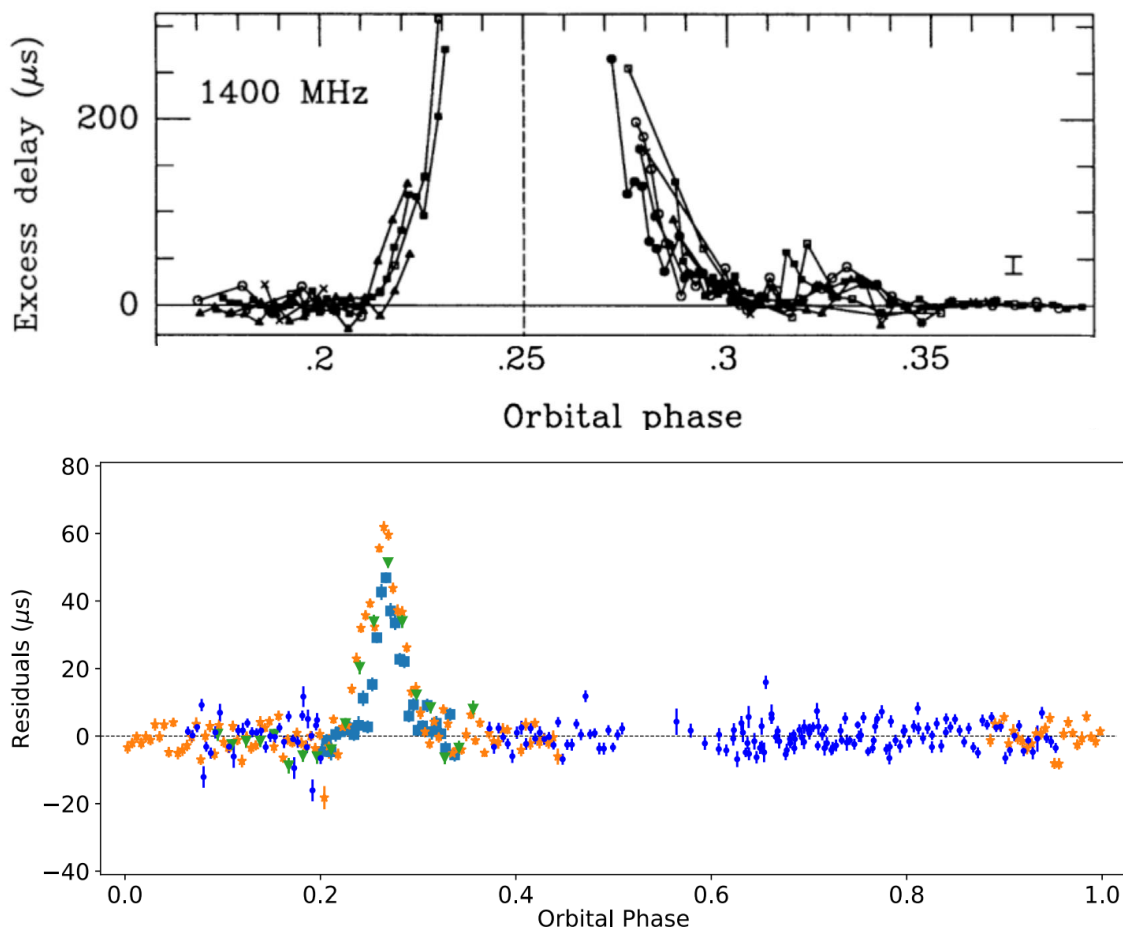 Excess delay (μs)
1400 MHz
200
0
.2 .25 .3 .35
Orbital phase
Residuals (μs)
80
60
40
20
0
−20
−40
0.0 0.2 0.4 0.6 0.8 1.0
Orbital Phase